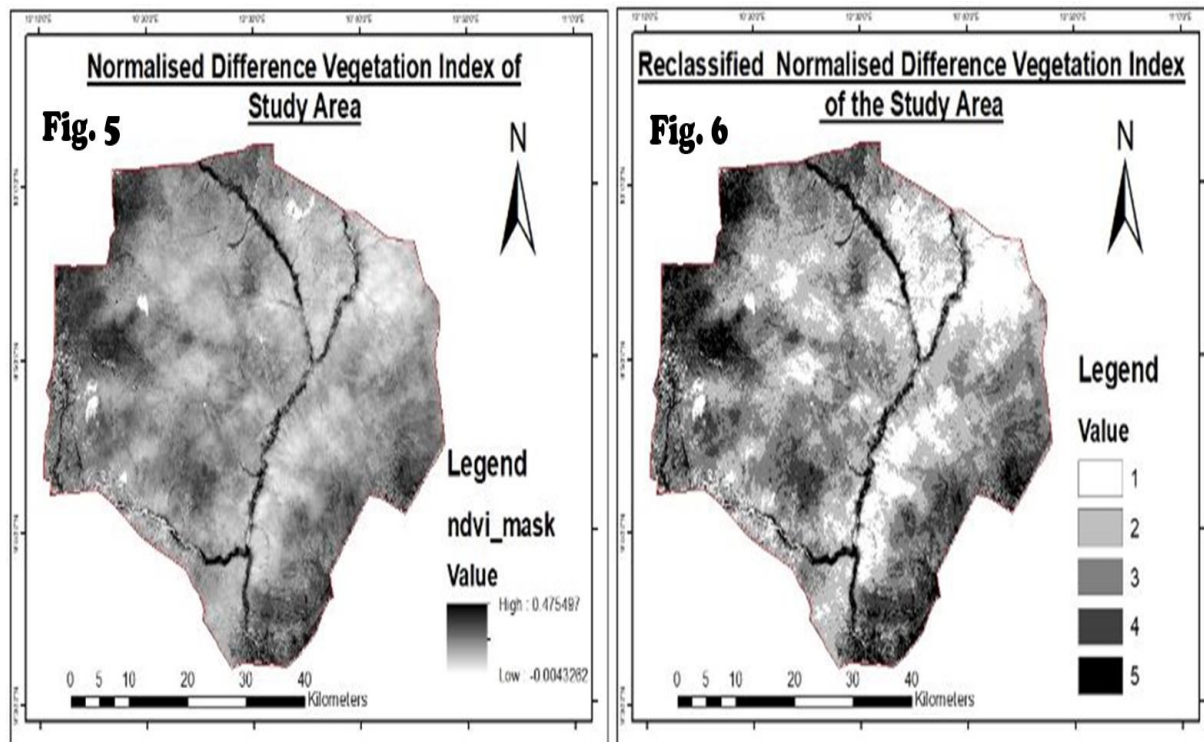 Normalised Difference Vegetation Index of
Study Area
Fig. 5
N
Legend
ndvi_mask
Value
High : 0.475497
Low : -0.0043262
0 5 10 20 30 40
Kilometers
Reclassified Normalised Difference Vegetation Index
of the Study Area
Fig. 6
N
Legend
Value
1
2
3
4
5
0 5 10 20 30 40
Kilometers